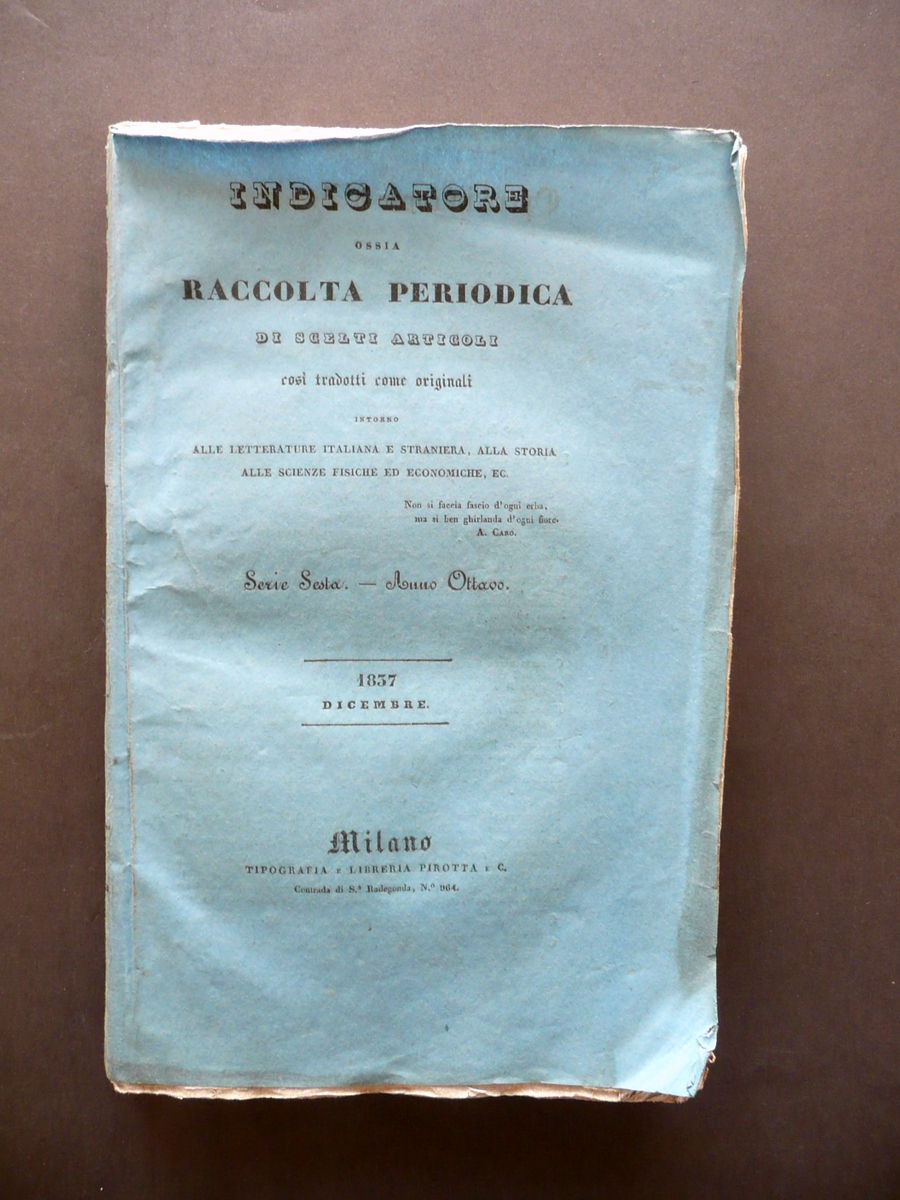 INDICATORE
OSSIA
RACCOLTA PERIODICA
DI SCELTI ARTICOLI
così tradotti come originali
INTORNO
ALLE LETTERATURE ITALIANA E STRANIERA, ALLA STORIA
ALLE SCIENZE FISICHE ED ECONOMICHE, EC.
Non si faccia fascio d'ogni erba,
ma si ben ghirlanda d'ogni fiore.
A. CARO.
Serie Sesta. — Anno Ottavo.
1837
DICEMBRE.
Milano
TIPOGRAFIA E LIBRERIA PIROTTA E C.
Contrada di S.ª Radegonda, N.º 964.